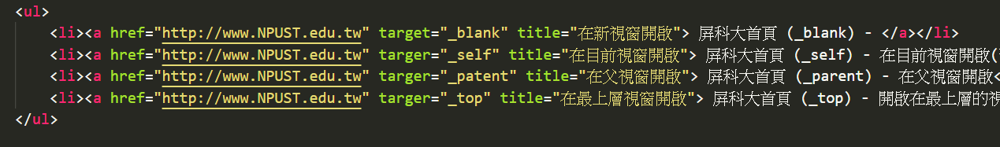 <ul>
<li><a href="http://www.NPUST.edu.tw" target="_blank" title="在新視窗開啟"> 屏科大首頁 (_blank) - </a></li>
<li><a href="http://www.NPUST.edu.tw" targer="_self" title="在目前視窗開啟"> 屏科大首頁 (_self) - 在目前視窗開啟(
<li><a href="http://www.NPUST.edu.tw" targer="_patent" title="在父視窗開啟"> 屏科大首頁 (_parent) - 在父視窗開啟<
<li><a href="http://www.NPUST.edu.tw" targer="_top" title="在最上層視窗開啟"> 屏科大首頁 (_top) - 開啟在最上層的視
</ul>